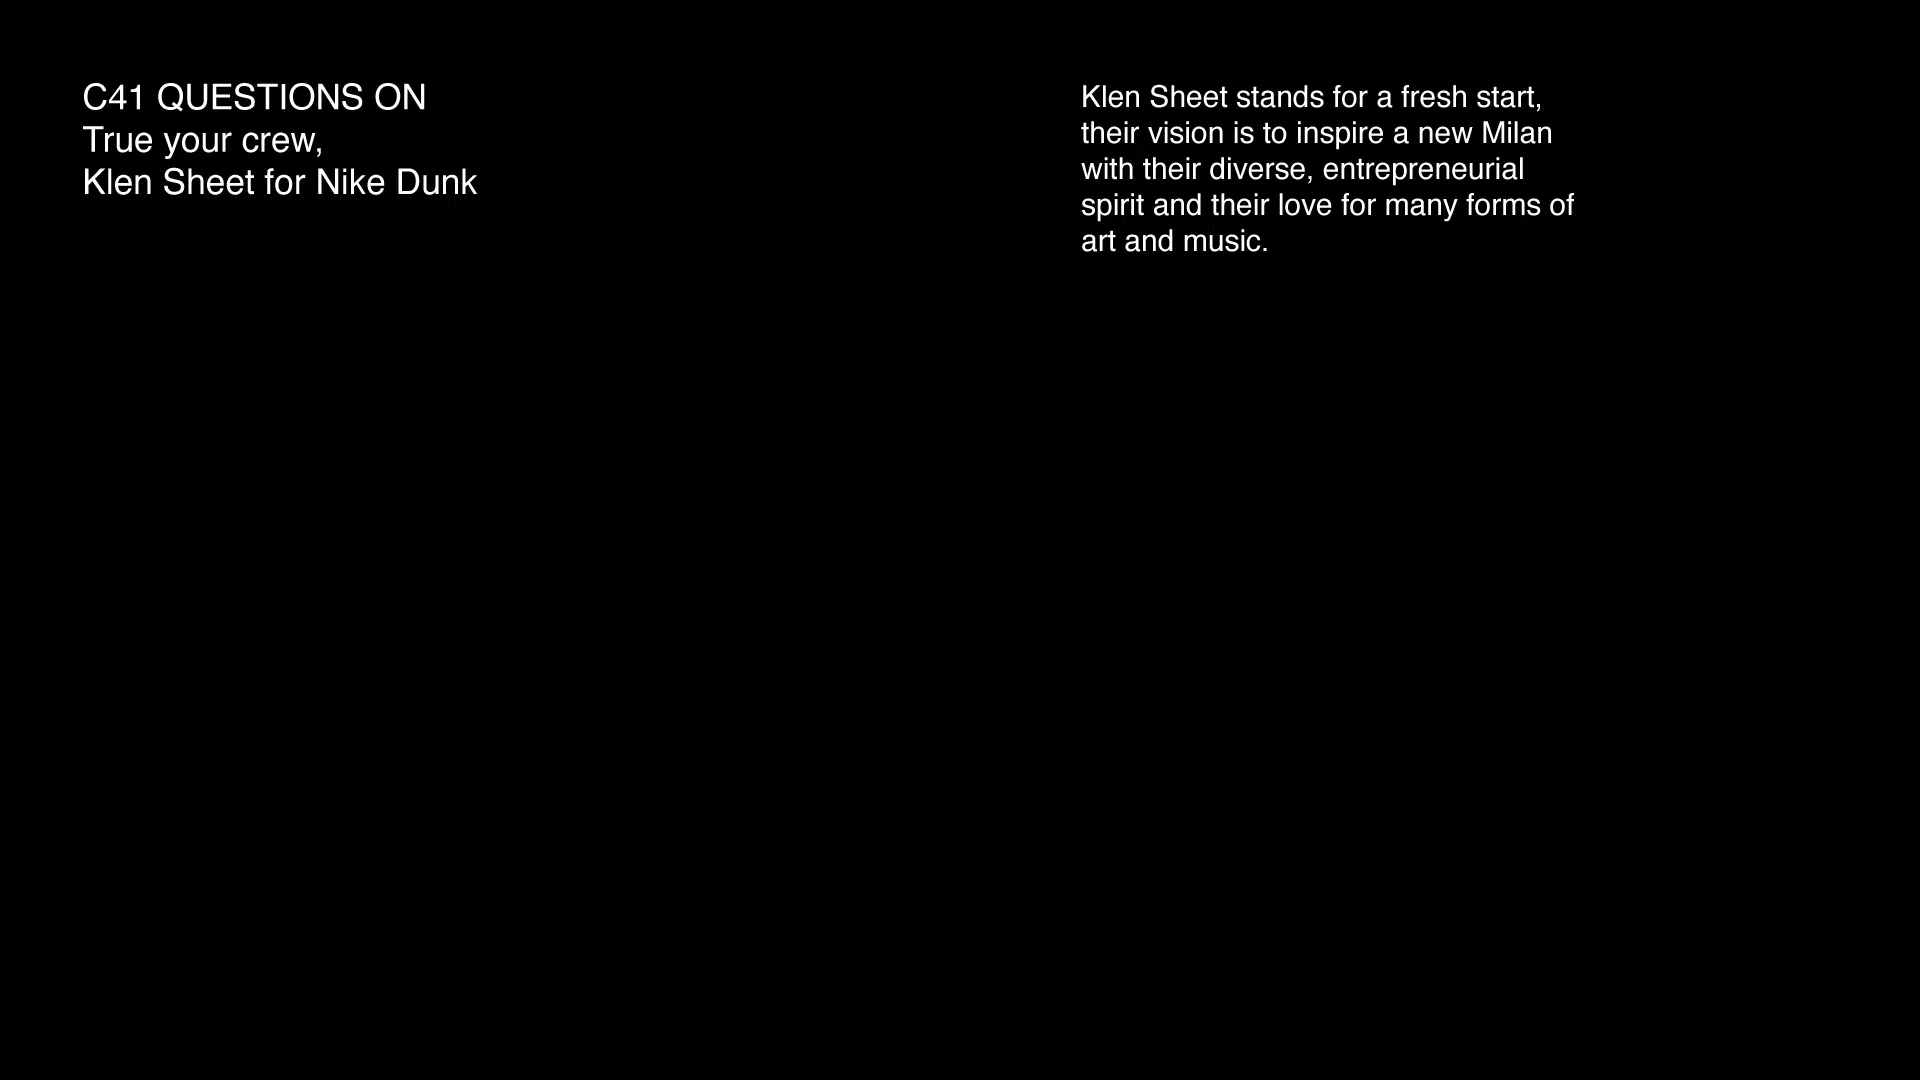 C41 QUESTIONS ON
True your crew,
Klen Sheet for Nike Dunk
Klen Sheet stands for a fresh start,
their vision is to inspire a new Milan
with their diverse, entrepreneurial
spirit and their love for many forms of
art and music.